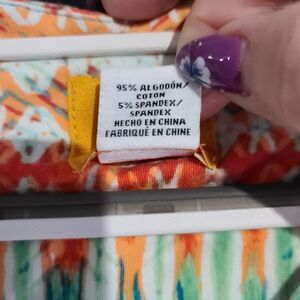 95% ALGODÓN/
COTON
5% SPANDEX/
SPANDEX
HECHO EN CHINA
FABRIQUÉ EN CHINE